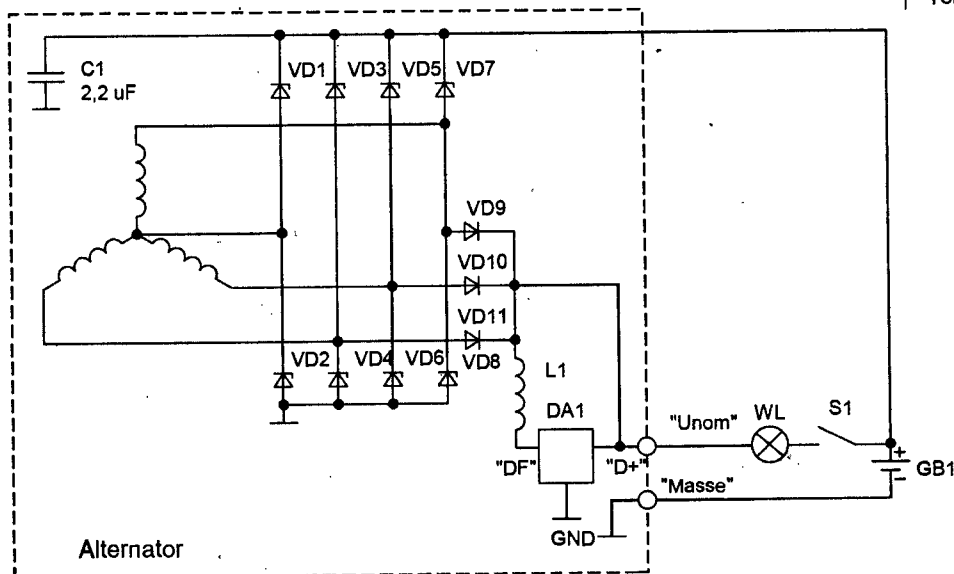 C1
2,2 uF
VD1
VD3
VD5
VD7
VD9
VD10
VD11
VD2
VD4
VD6
VD8
L1
DA1
"DF"
"D+"
"Unom"
WL
S1
+
-
GB1
"Masse"
GND
Alternator